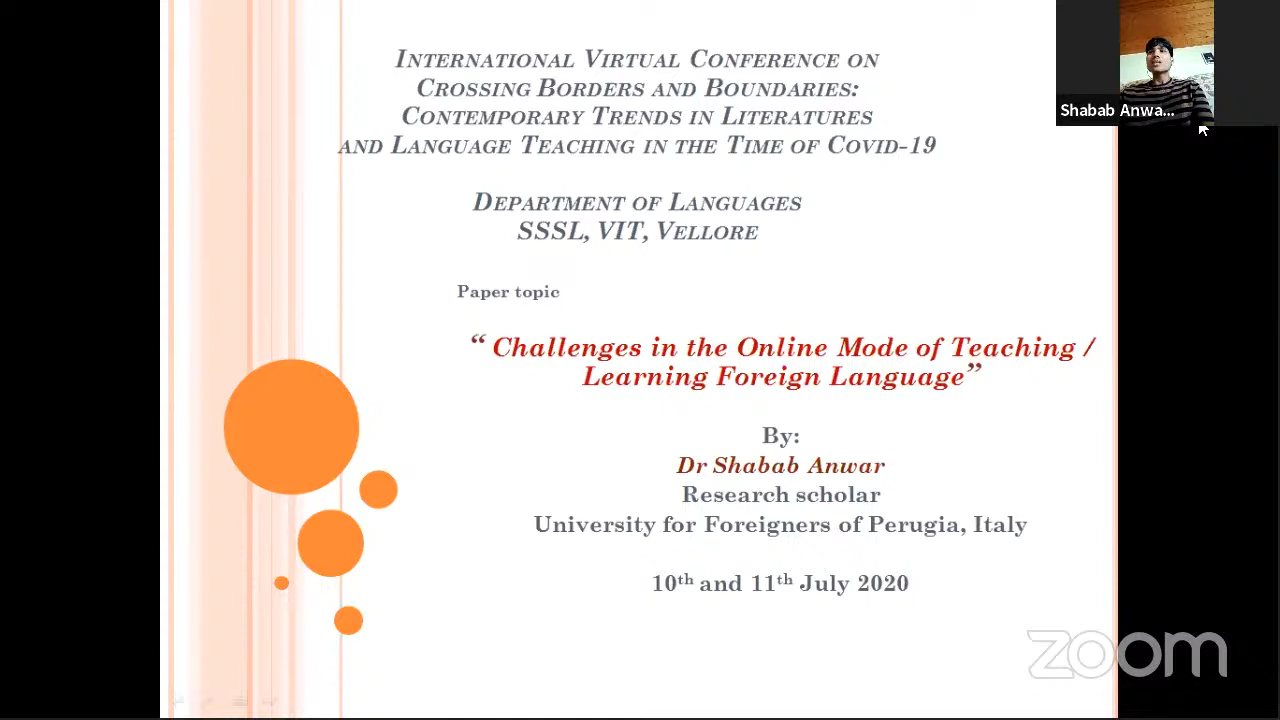 International Virtual Conference on
Crossing Borders and Boundaries:
Contemporary Trends in Literatures
and Language Teaching in the Time of Covid-19
Department of Languages
SSSL, VIT, Vellore
Paper topic
“ Challenges in the Online Mode of Teaching /
Learning Foreign Language”
By:
Dr Shabab Anwar
Research scholar
University for Foreigners of Perugia, Italy
10th and 11th July 2020
Shabab Anwa...
zoom